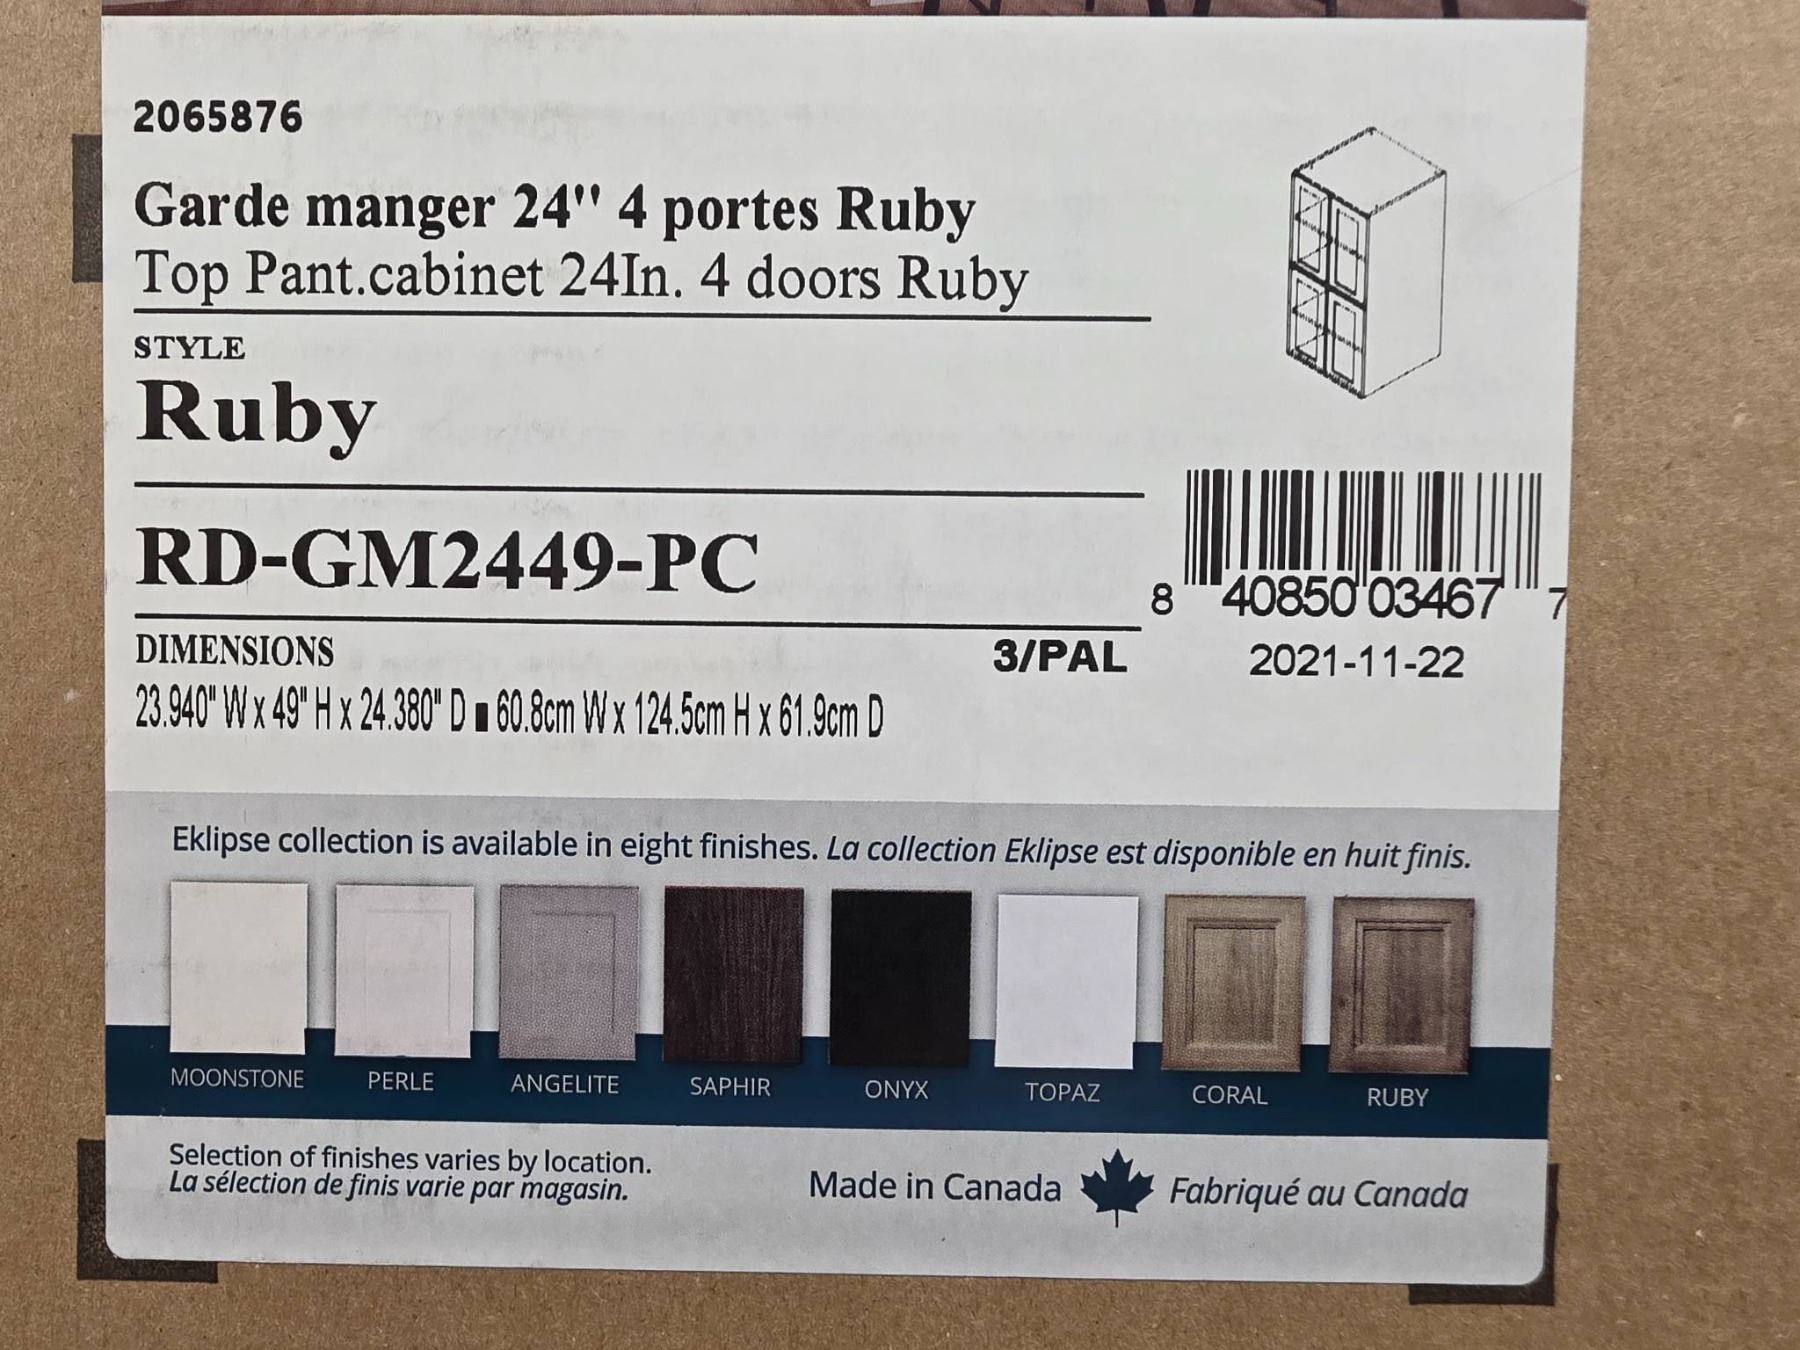 2065876
Garde manger 24" 4 portes Ruby
Top Pant.cabinet 24In. 4 doors Ruby
STYLE
Ruby
RD-GM2449-PC
8 40850 03467 7
DIMENSIONS
3/PAL
2021-11-22
23.940" W x 49" H x 24.380" D ▮ 60.8cm W x 124.5cm H x 61.9cm D
Eklipse collection is available in eight finishes. La collection Eklipse est disponible en huit finis.
MOONSTONE PERLE ANGELITE SAPHIR ONYX TOPAZ CORAL RUBY
Selection of finishes varies by location.
La sélection de finis varie par magasin.
Made in Canada Fabriqué au Canada